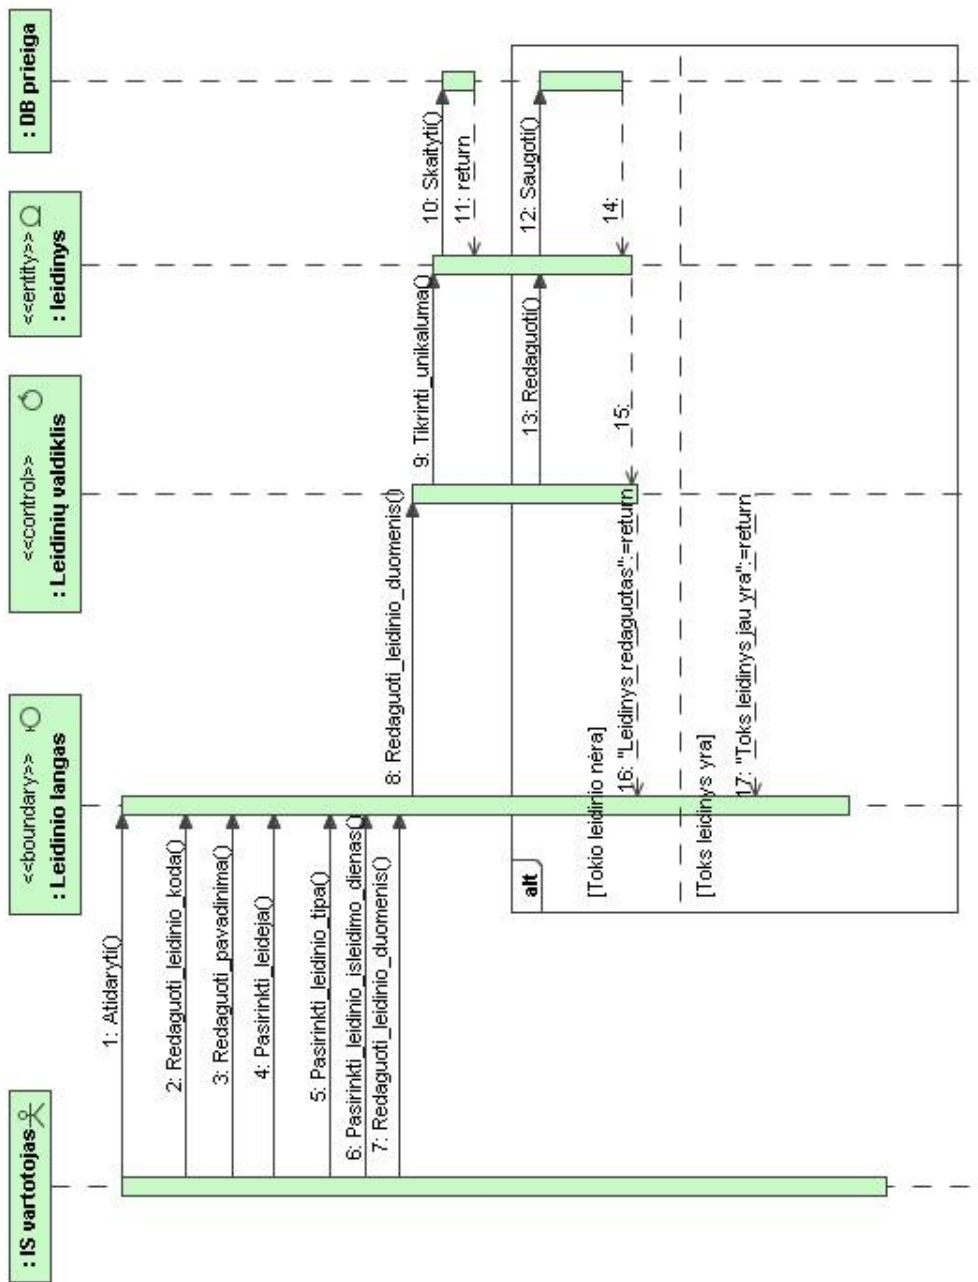 : IS vartotojas
<<boundary>>
: Leidinio langas
<<control>>
: Leidinių valdiklis
<<entity>>
: leidinys
: DB prieiga
1: Atidaryti()
2: Redaguoti_leidinio_koda()
3: Redaguoti_pavadinima()
4: Pasirinkti_leideja()
5: Pasirinkti_leidinio_tipa()
6: Pasirinkti_leidinio_isleidimo_dienas()
7: Redaguoti_leidinio_duomenis()
8: Redaguoti_leidinio_duomenis()
9: Tikrinti_unikaluma()
10: Skaityti()
11: return
alt
[Tokio leidinio nėra]
12: Saugoti()
13: Redaguoti()
14:
15:
16: "Leidinys redaguotas":=return
[Toks leidinys yra]
17: "Toks leidinys jau yra":=return